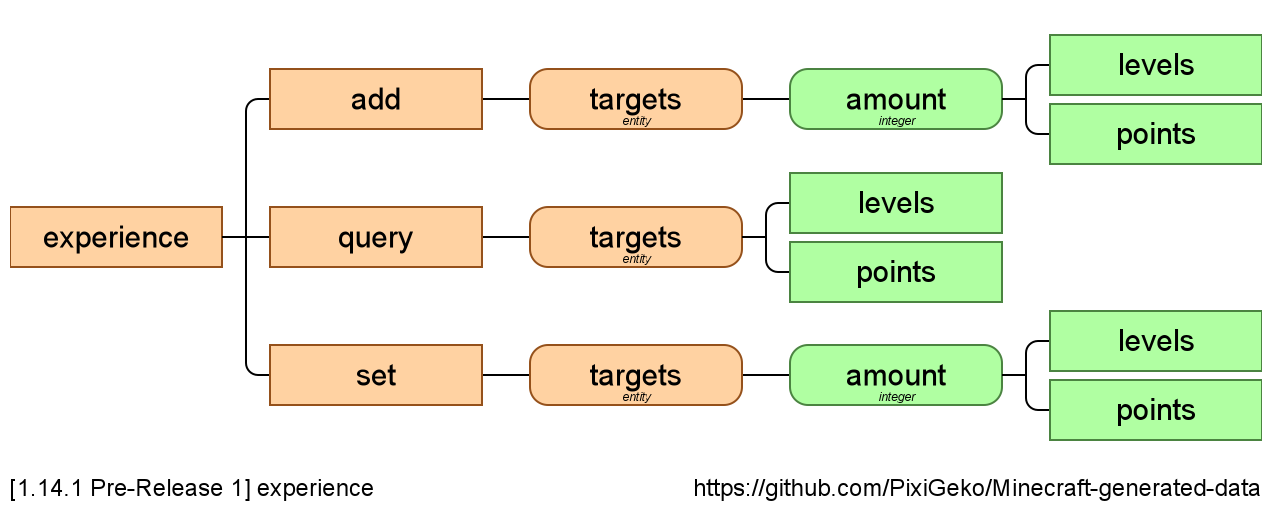 levels
add
targets
entity
amount
integer
points
experience
query
targets
entity
levels
points
set
targets
entity
amount
integer
levels
points
[1.14.1 Pre-Release 1] experience
https://github.com/PixiGeko/Minecraft-generated-data